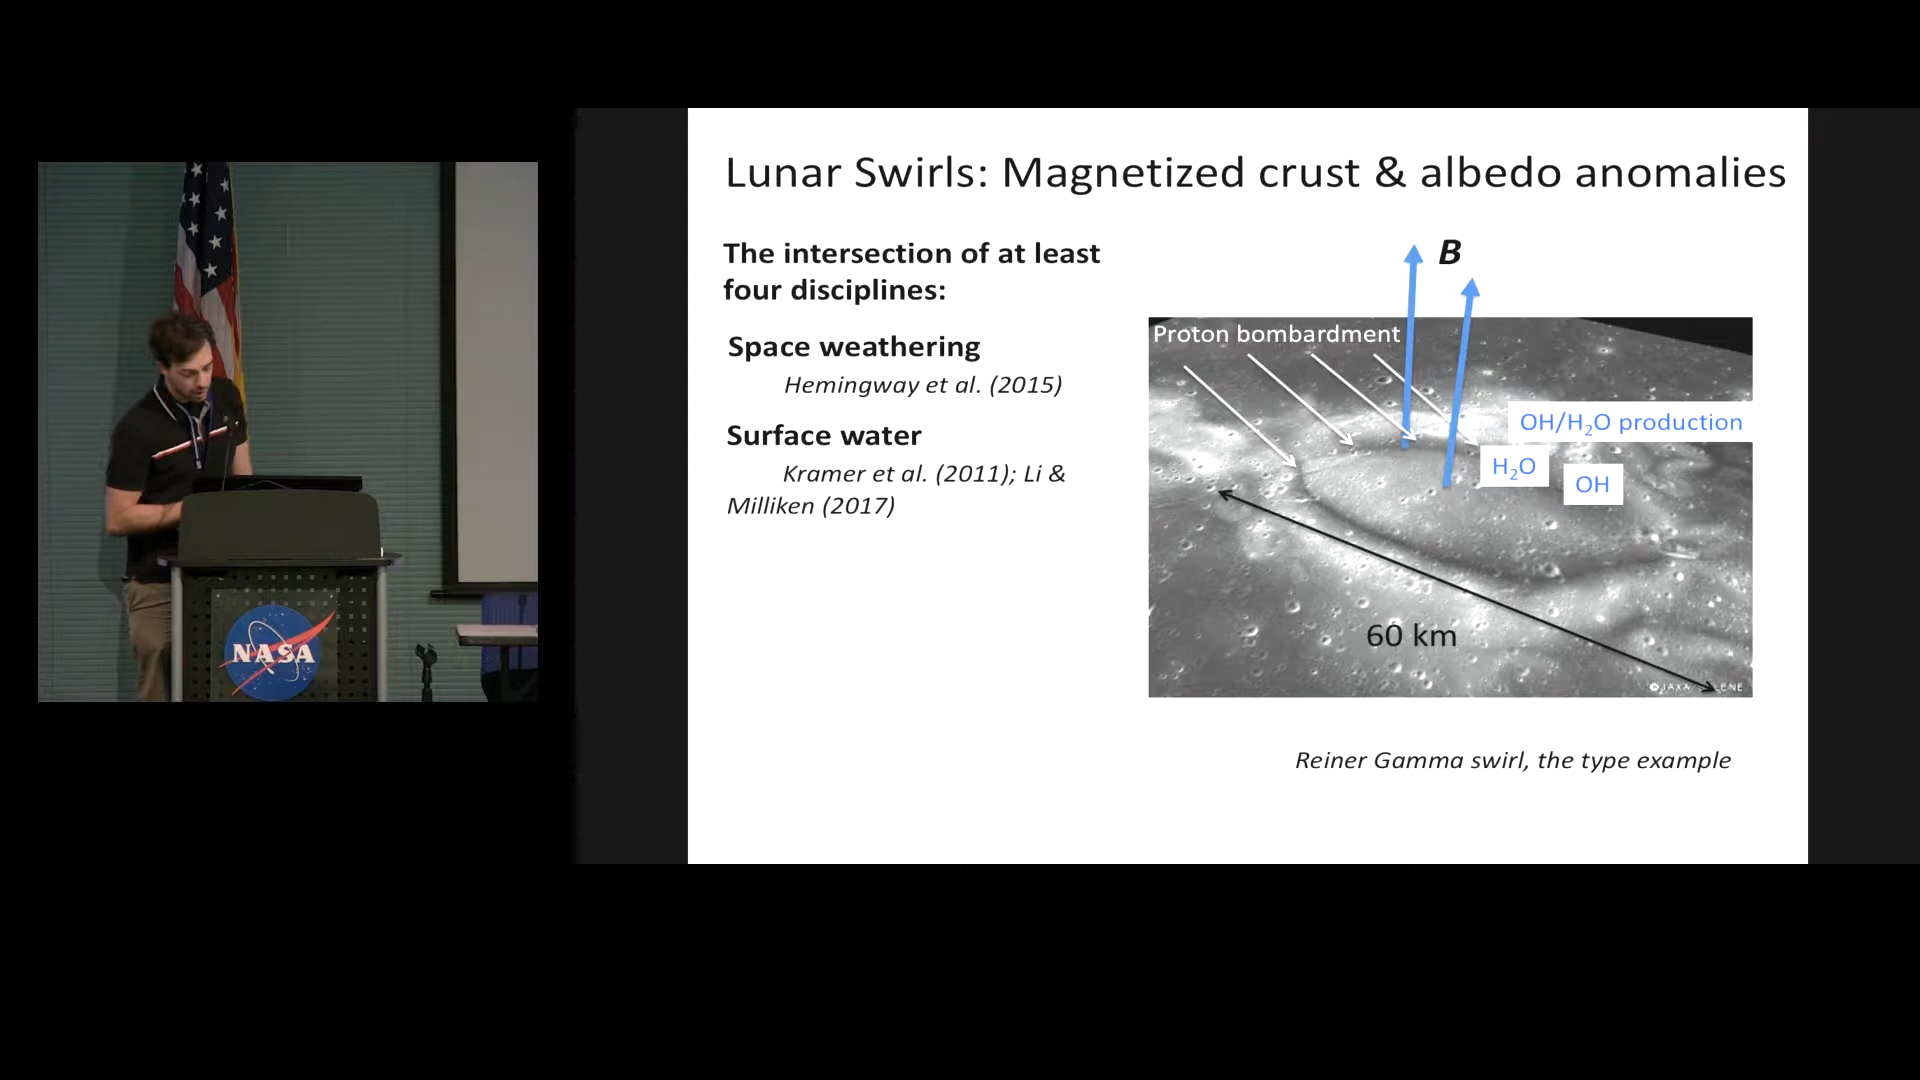 Lunar Swirls: Magnetized crust & albedo anomalies
The intersection of at least
four disciplines:
Space weathering
Hemingway et al. (2015)
Surface water
Kramer et al. (2011); Li &
Milliken (2017)
B
Proton bombardment
OH/H₂O production
H₂O
OH
60 km
©JAXA
Reiner Gamma swirl, the type example
NASA